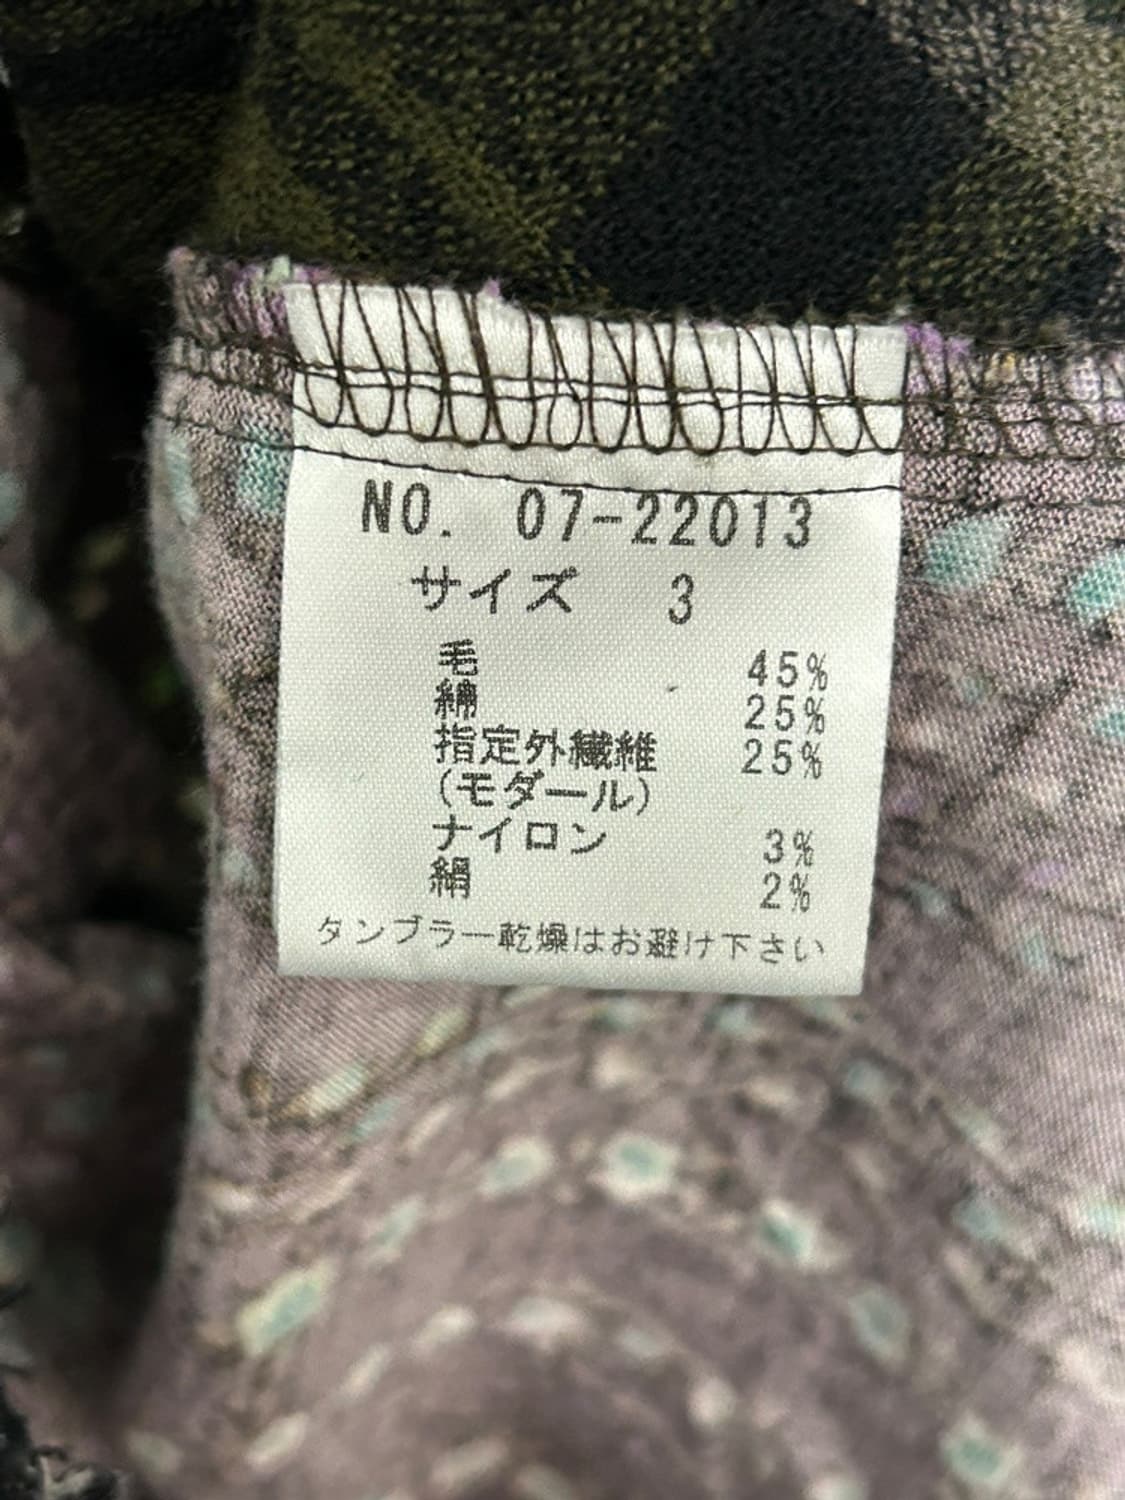 NO. 07-22013
サイズ 3
毛 45%
綿 25%
指定外繊維 25%
(モダール)
ナイロン 3%
絹 2%
タンブラー乾燥はお避け下さい